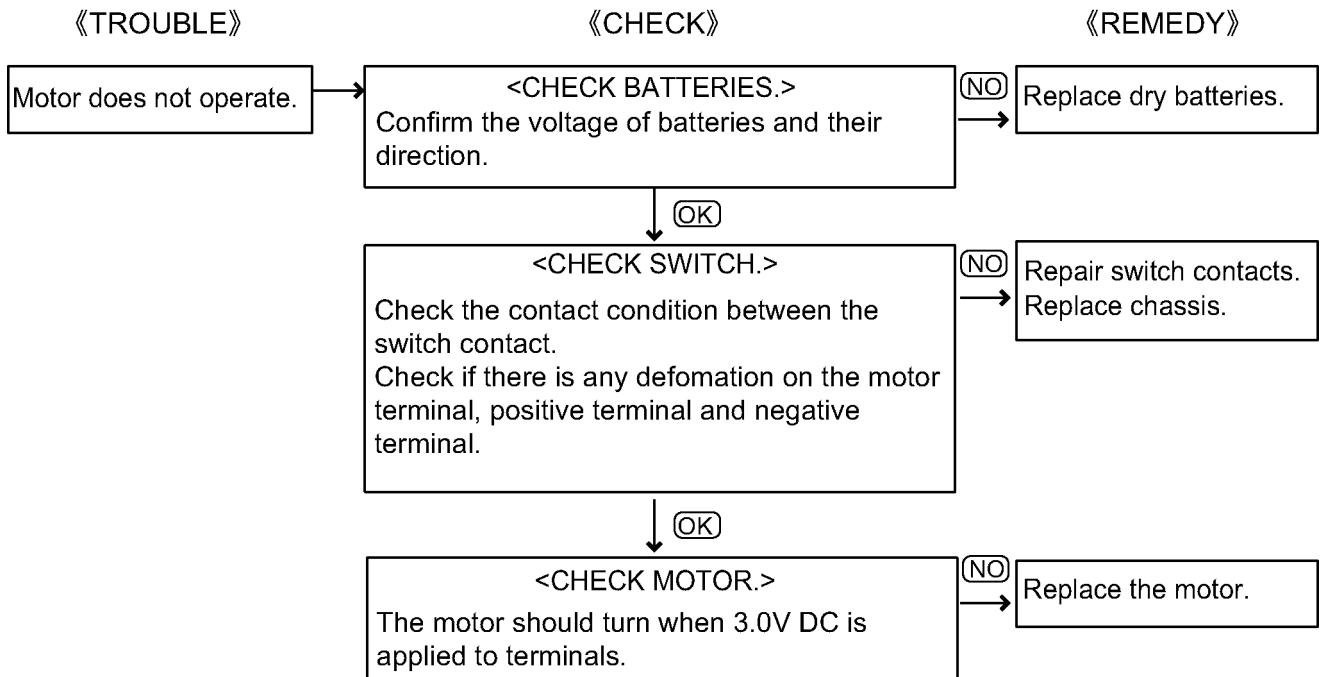 《TROUBLE》 《CHECK》 《REMEDY》
Motor does not operate.
<CHECK BATTERIES.>
Confirm the voltage of batteries and their
direction.
NO
Replace dry batteries.
OK
<CHECK SWITCH.>
Check the contact condition between the
switch contact.
Check if there is any defomation on the motor
terminal, positive terminal and negative
terminal.
NO
Repair switch contacts.
Replace chassis.
OK
<CHECK MOTOR.>
The motor should turn when 3.0V DC is
applied to terminals.
NO
Replace the motor.